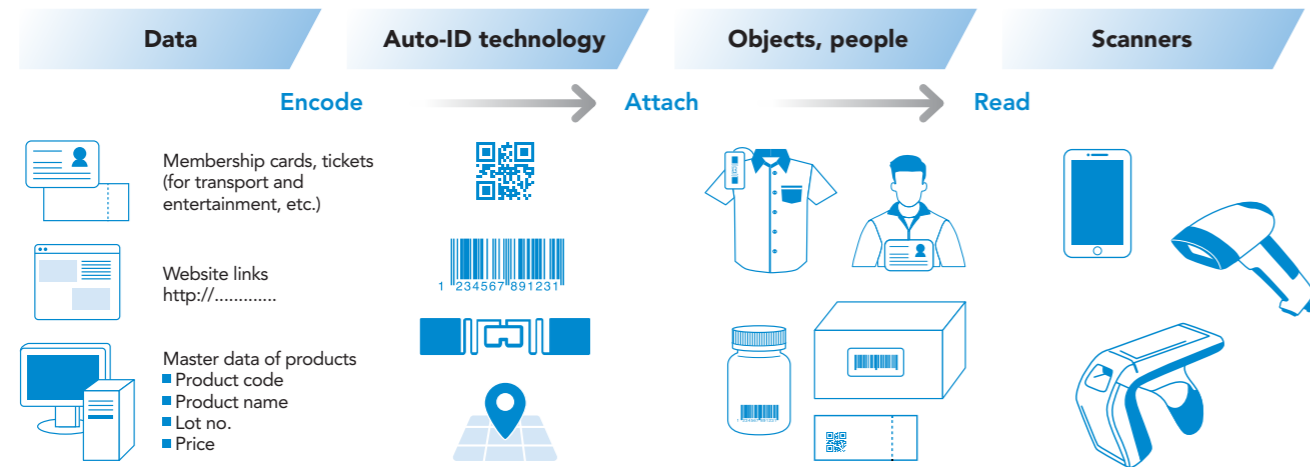 Data
Auto-ID technology
Objects, people
Scanners
Encode
Attach
Read
Membership cards, tickets
(for transport and
entertainment, etc.)
Website links
http://.............
Master data of products
Product code
Product name
Lot no.
Price
1 234567 891231